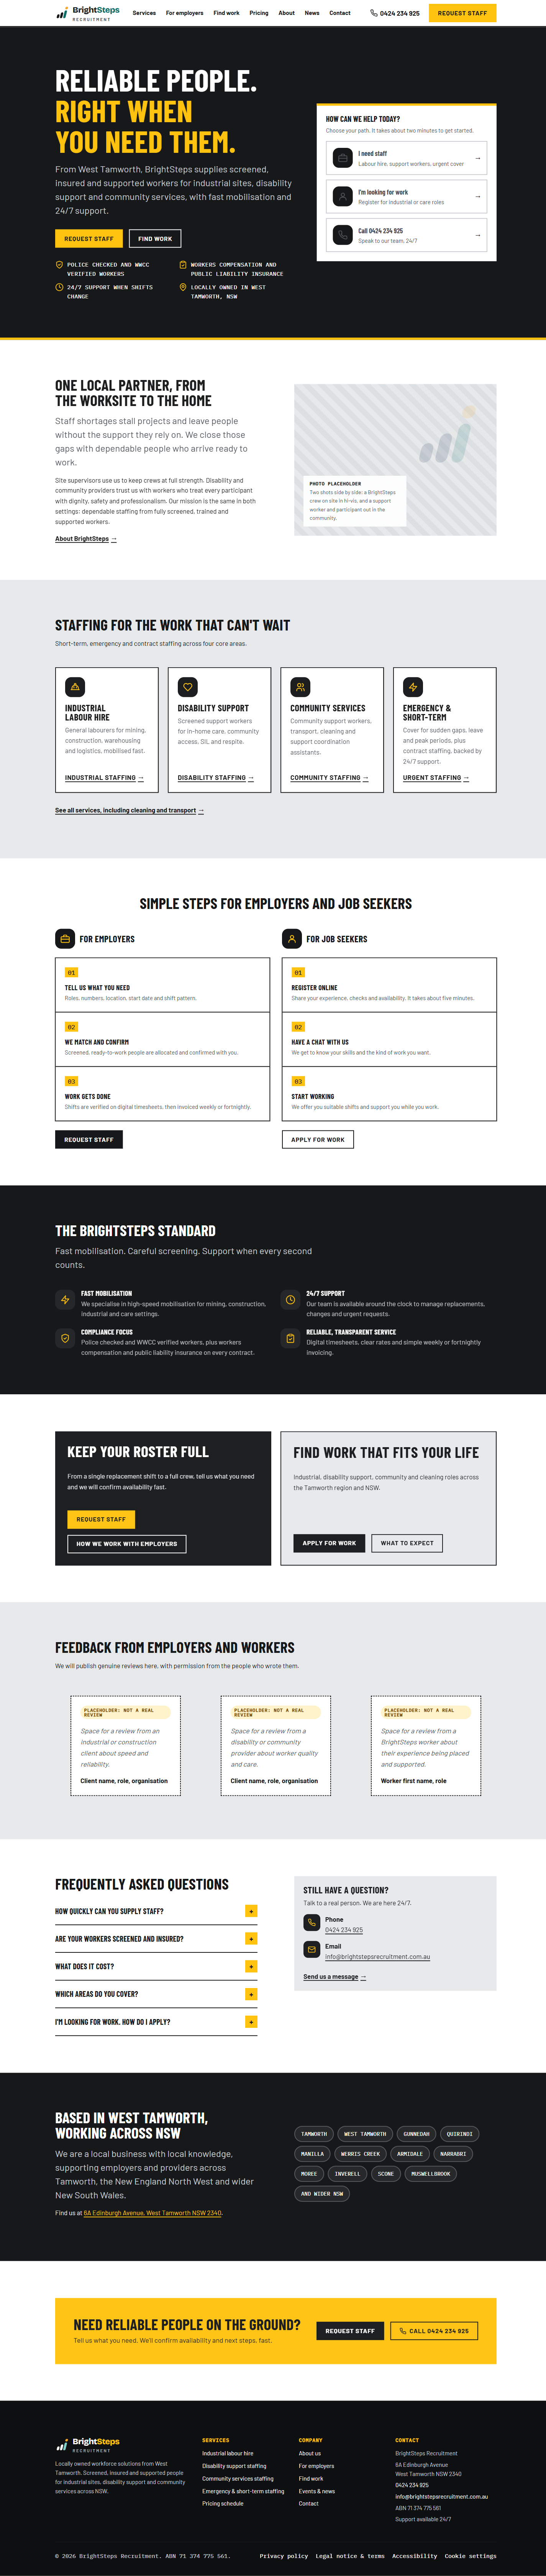 BrightSteps
RECRUITMENT
Services For employers Find work Pricing About News Contact
0424 234 925
REQUEST STAFF
RELIABLE PEOPLE.
RIGHT WHEN
YOU NEED THEM.
From West Tamworth, BrightSteps supplies screened,
insured and supported workers for industrial sites, disability
support and community services, with fast mobilisation and
24/7 support.
REQUEST STAFF
FIND WORK
POLICE CHECKED AND WWCC
VERIFIED WORKERS
WORKERS COMPENSATION AND
PUBLIC LIABILITY INSURANCE
24/7 SUPPORT WHEN SHIFTS
CHANGE
LOCALLY OWNED IN WEST
TAMWORTH, NSW
HOW CAN WE HELP TODAY?
Choose your path. It takes about two minutes to get started.
I need staff
Labour hire, support workers, urgent cover
→
I'm looking for work
Register for industrial or care roles
→
Call 0424 234 925
Speak to our team, 24/7
→
ONE LOCAL PARTNER, FROM
THE WORKSITE TO THE HOME
Staff shortages stall projects and leave people
without the support they rely on. We close those
gaps with dependable people who arrive ready to
work.
Site supervisors use us to keep crews at full strength. Disability and
community providers trust us with workers who treat every participant
with dignity, safety and professionalism. Our mission is the same in both
settings: dependable staffing from fully screened, trained and
supported workers.
About BrightSteps →
PHOTO PLACEHOLDER
Two shots side by side: a BrightSteps
crew on site in hi-vis, and a support
worker and participant out in the
community.
STAFFING FOR THE WORK THAT CAN'T WAIT
Short-term, emergency and contract staffing across four core areas.
INDUSTRIAL
LABOUR HIRE
General labourers for mining,
construction, warehousing
and logistics, mobilised fast.
INDUSTRIAL STAFFING →
DISABILITY SUPPORT
Screened support workers
for in-home care, community
access, SIL and respite.
DISABILITY STAFFING →
COMMUNITY SERVICES
Community support workers,
transport, cleaning and
support coordination
assistants.
COMMUNITY STAFFING →
EMERGENCY &
SHORT-TERM
Cover for sudden gaps, leave
and peak periods, plus
contract staffing, backed by
24/7 support.
URGENT STAFFING →
See all services, including cleaning and transport →
SIMPLE STEPS FOR EMPLOYERS AND JOB SEEKERS
FOR EMPLOYERS
01
TELL US WHAT YOU NEED
Roles, numbers, location, start date and shift pattern.
02
WE MATCH AND CONFIRM
Screened, ready-to-work people are allocated and confirmed with you.
03
WORK GETS DONE
Shifts are verified on digital timesheets, then invoiced weekly or fortnightly.
REQUEST STAFF
FOR JOB SEEKERS
01
REGISTER ONLINE
Share your experience, checks and availability. It takes about five minutes.
02
HAVE A CHAT WITH US
We get to know your skills and the kind of work you want.
03
START WORKING
We offer you suitable shifts and support you while you work.
APPLY FOR WORK
THE BRIGHTSTEPS STANDARD
Fast mobilisation. Careful screening. Support when every second
counts.
FAST MOBILISATION
We specialise in high-speed mobilisation for mining, construction,
industrial and care settings.
24/7 SUPPORT
Our team is available around the clock to manage replacements,
changes and urgent requests.
COMPLIANCE FOCUS
Police checked and WWCC verified workers, plus workers
compensation and public liability insurance on every contract.
RELIABLE, TRANSPARENT SERVICE
Digital timesheets, clear rates and simple weekly or fortnightly
invoicing.
KEEP YOUR ROSTER FULL
From a single replacement shift to a full crew, tell us what you need
and we will confirm availability fast.
REQUEST STAFF
HOW WE WORK WITH EMPLOYERS
FIND WORK THAT FITS YOUR LIFE
Industrial, disability support, community and cleaning roles across
the Tamworth region and NSW.
APPLY FOR WORK
WHAT TO EXPECT
FEEDBACK FROM EMPLOYERS AND WORKERS
We will publish genuine reviews here, with permission from the people who wrote them.
PLACEHOLDER: NOT A REAL
REVIEW
Space for a review from an
industrial or construction
client about speed and
reliability.
Client name, role, organisation
PLACEHOLDER: NOT A REAL
REVIEW
Space for a review from a
disability or community
provider about worker quality
and care.
Client name, role, organisation
PLACEHOLDER: NOT A REAL
REVIEW
Space for a review from a
BrightSteps worker about
their experience being placed
and supported.
Worker first name, role
FREQUENTLY ASKED QUESTIONS
HOW QUICKLY CAN YOU SUPPLY STAFF? +
ARE YOUR WORKERS SCREENED AND INSURED? +
WHAT DOES IT COST? +
WHICH AREAS DO YOU COVER? +
I'M LOOKING FOR WORK. HOW DO I APPLY? +
STILL HAVE A QUESTION?
Talk to a real person. We are here 24/7.
Phone
0424 234 925
Email
info@brightstepsrecruitment.com.au
Send us a message →
BASED IN WEST TAMWORTH,
WORKING ACROSS NSW
We are a local business with local knowledge,
supporting employers and providers across
Tamworth, the New England North West and wider
New South Wales.
Find us at 6A Edinburgh Avenue, West Tamworth NSW 2340.
TAMWORTH WEST TAMWORTH GUNNEDAH QUIRINDI
MANILLA WERRIS CREEK ARMIDALE NARRABRI
MOREE INVERELL SCONE MUSWELLBROOK
AND WIDER NSW
NEED RELIABLE PEOPLE ON THE GROUND?
Tell us what you need. We'll confirm availability and next steps, fast.
REQUEST STAFF
CALL 0424 234 925
BrightSteps
RECRUITMENT
Locally owned workforce solutions from West
Tamworth. Screened, insured and supported people
for industrial sites, disability support and community
services across NSW.
SERVICES
Industrial labour hire
Disability support staffing
Community services staffing
Emergency & short-term staffing
Pricing schedule
COMPANY
About us
For employers
Find work
Events & news
Contact
CONTACT
BrightSteps Recruitment
6A Edinburgh Avenue
West Tamworth NSW 2340
0424 234 925
info@brightstepsrecruitment.com.au
ABN 71 374 775 561
Support available 24/7
© 2026 BrightSteps Recruitment. ABN 71 374 775 561.
Privacy policy Legal notice & terms Accessibility Cookie settings